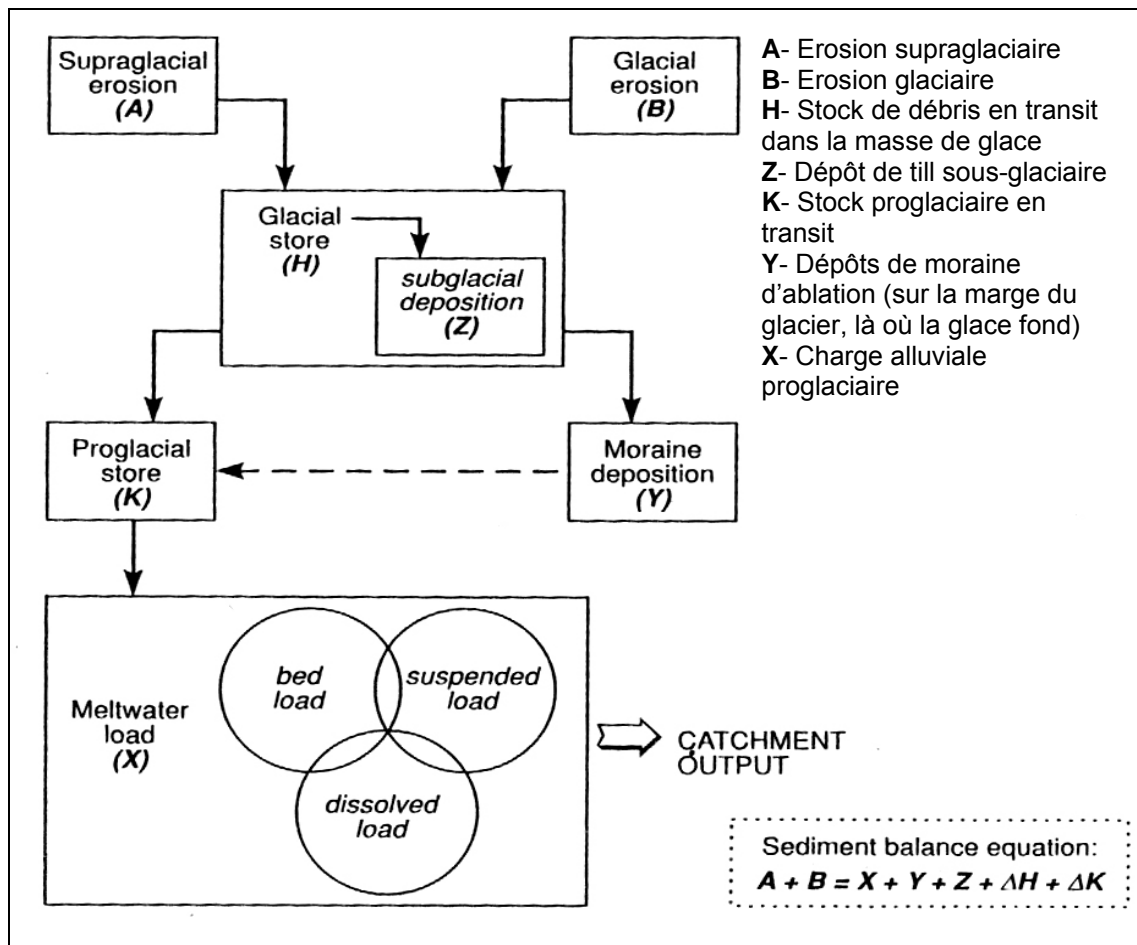 Supraglacial
erosion
(A)
Glacial
erosion
(B)
Glacial
store
(H)
subglacial
deposition
(Z)
Proglacial
store
(K)
Moraine
deposition
(Y)
Meltwater
load
(X)
bed
load
suspended
load
dissolved
load
CATCHMENT
OUTPUT
Sediment balance equation:
A + B = X + Y + Z + ΔH + ΔK
A- Erosion supraglaciaire
B- Erosion glaciaire
H- Stock de débris en transit
dans la masse de glace
Z- Dépôt de till sous-glaciaire
K- Stock proglaciaire en
transit
Y- Dépôts de moraine
d'ablation (sur la marge du
glacier, là où la glace fond)
X- Charge alluviale
proglaciaire